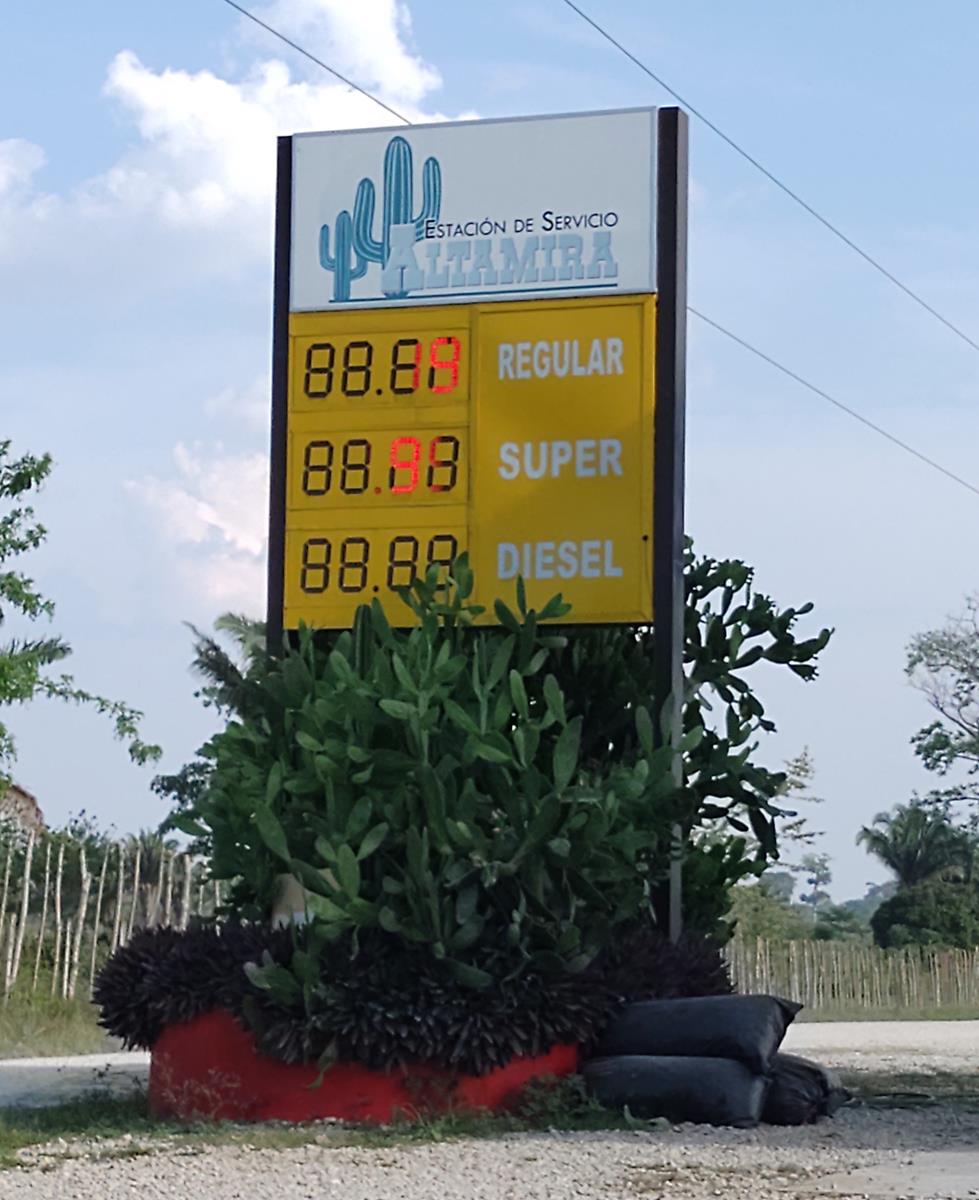 ESTACIÓN DE SERVICIO
ALTAMIRA
REGULAR
SUPER
DIESEL